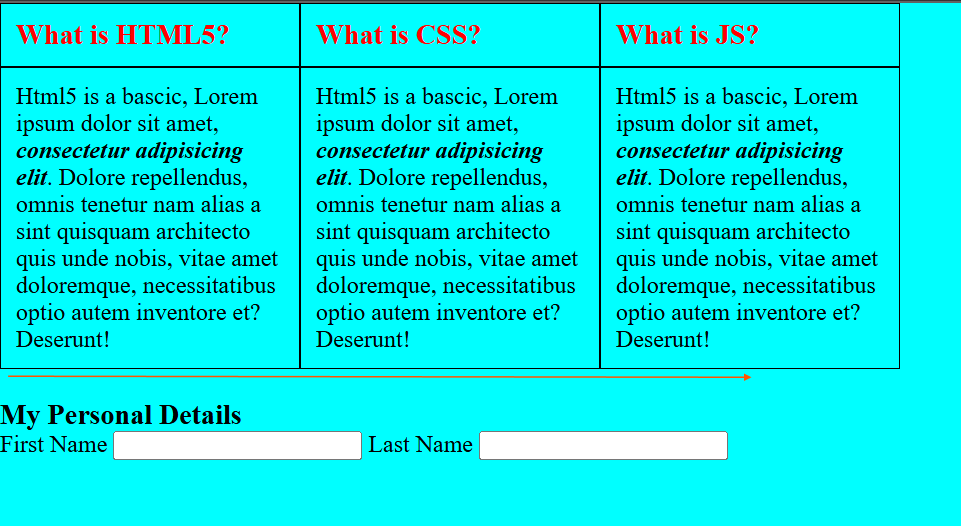 What is HTML5?
What is CSS?
What is JS?
Html5 is a bascic, Lorem
ipsum dolor sit amet,
consectetur adipisicing
elit. Dolore repellendus,
omnis tenetur nam alias a
sint quisquam architecto
quis unde nobis, vitae amet
doloremque, necessitatibus
optio autem inventore et?
Deserunt!
Html5 is a bascic, Lorem
ipsum dolor sit amet,
consectetur adipisicing
elit. Dolore repellendus,
omnis tenetur nam alias a
sint quisquam architecto
quis unde nobis, vitae amet
doloremque, necessitatibus
optio autem inventore et?
Deserunt!
Html5 is a bascic, Lorem
ipsum dolor sit amet,
consectetur adipisicing
elit. Dolore repellendus,
omnis tenetur nam alias a
sint quisquam architecto
quis unde nobis, vitae amet
doloremque, necessitatibus
optio autem inventore et?
Deserunt!
My Personal Details
First Name Last Name